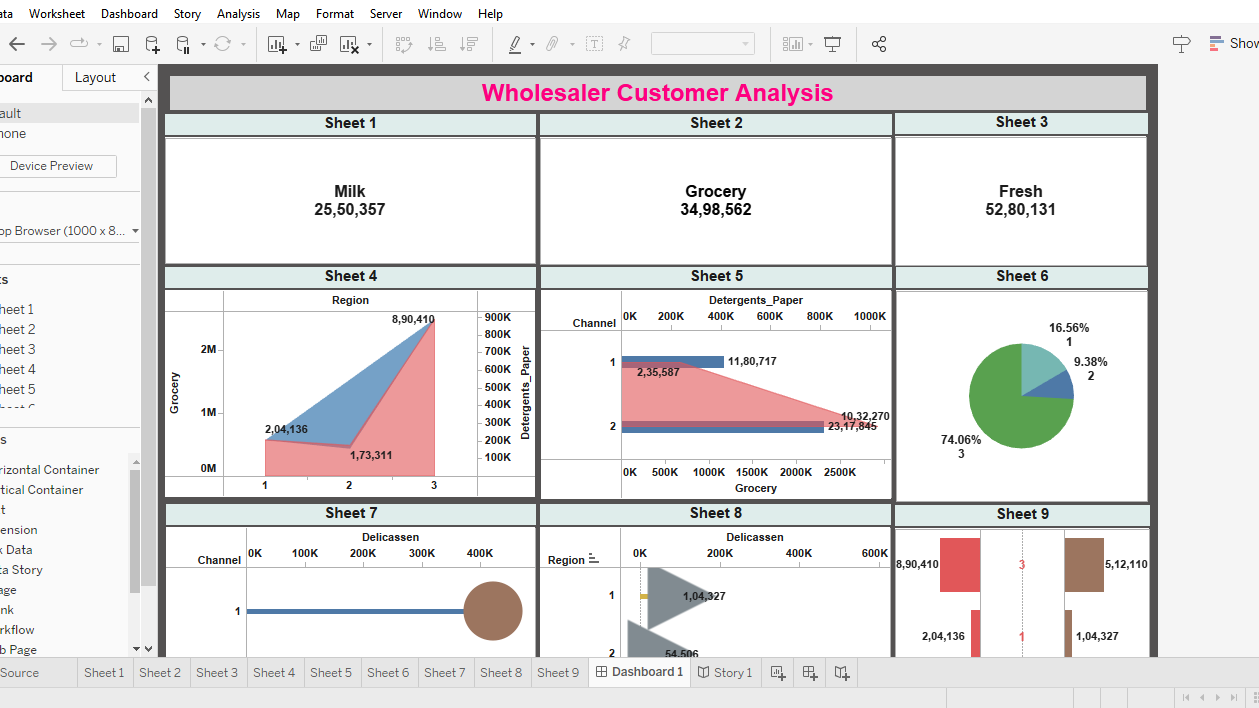 ata Worksheet Dashboard Story Analysis Map Format Server Window Help
Show
board Layout
ault
hone
Device Preview
op Browser (1000 x 8...
ts
heet 1
heet 2
heet 3
heet 4
heet 5
s
rizontal Container
tical Container
t
ension
x Data
ta Story
age
nk
rkflow
b Page
Wholesaler Customer Analysis
Sheet 1
Milk
25,50,357
Sheet 2
Grocery
34,98,562
Sheet 3
Fresh
52,80,131
Sheet 4
Region
8,90,410
2,04,136
1,73,311
2M
1M
0M
Grocery
900K
800K
700K
600K
500K
400K
300K
200K
100K
Detergents_Paper
1 2 3
Sheet 5
Detergents_Paper
Channel 0K 200K 400K 600K 800K 1000K
1 11,80,717
2,35,587
10,32,270
2 23,17,845
0K 500K 1000K 1500K 2000K 2500K
Grocery
Sheet 6
16.56%
1
9.38%
2
74.06%
3
Sheet 7
Delicassen
Channel 0K 100K 200K 300K 400K
1
Sheet 8
Delicassen
Region 0K 200K 400K 600K
1 1,04,327
2 54,506
Sheet 9
8,90,410 3 5,12,110
2,04,136 1 1,04,327
Source Sheet 1 Sheet 2 Sheet 3 Sheet 4 Sheet 5 Sheet 6 Sheet 7 Sheet 8 Sheet 9 Dashboard 1 Story 1